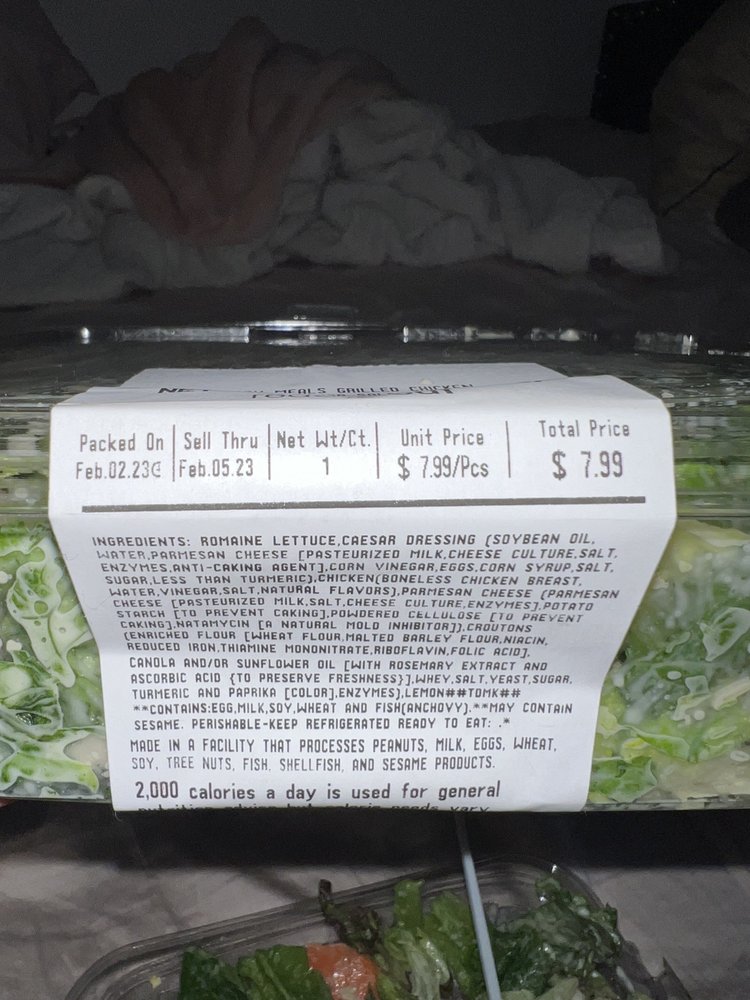 MEALS GRILLED CHICKEN
Packed On Sell Thru Net Wt/Ct. Unit Price Total Price
Feb.02.23@ Feb.05.23 1 $ 7.99/Pcs $ 7.99
INGREDIENTS: ROMAINE LETTUCE,CAESAR DRESSING (SOYBEAN OIL,
WATER,PARMESAN CHEESE [PASTEURIZED MILK,CHEESE CULTURE,SALT,
ENZYMES,ANTI-CAKING AGENT],CORN VINEGAR,EGGS,CORN SYRUP,SALT,
SUGAR,LESS THAN TURMERIC),CHICKEN(BONELESS CHICKEN BREAST,
WATER,VINEGAR,SALT,NATURAL FLAVORS),PARMESAN CHEESE (PARMESAN
CHEESE [PASTEURIZED MILK,SALT,CHEESE CULTURE,ENZYMES],POTATO
STARCH [TO PREVENT CAKING],POWDERED CELLULOSE [TO PREVENT
CAKING],NATAMYCIN [A NATURAL MOLD INHIBITOR]),CROUTONS
(ENRICHED FLOUR [WHEAT FLOUR,MALTED BARLEY FLOUR,NIACIN,
REDUCED IRON,THIAMINE MONONITRATE,RIBOFLAVIN,FOLIC ACID],
CANOLA AND/OR SUNFLOWER OIL [WITH ROSEMARY EXTRACT AND
ASCORBIC ACID {TO PRESERVE FRESHNESS}],WHEY,SALT,YEAST,SUGAR,
TURMERIC AND PAPRIKA [COLOR],ENZYMES),LEMON##TDMK##
**CONTAINS:EGG,MILK,SOY,WHEAT AND FISH(ANCHOVY).**MAY CONTAIN
SESAME. PERISHABLE-KEEP REFRIGERATED READY TO EAT: .*
MADE IN A FACILITY THAT PROCESSES PEANUTS, MILK, EGGS, WHEAT,
SOY, TREE NUTS, FISH, SHELLFISH, AND SESAME PRODUCTS.
2,000 calories a day is used for general
nutrition advice but calorie needs vary